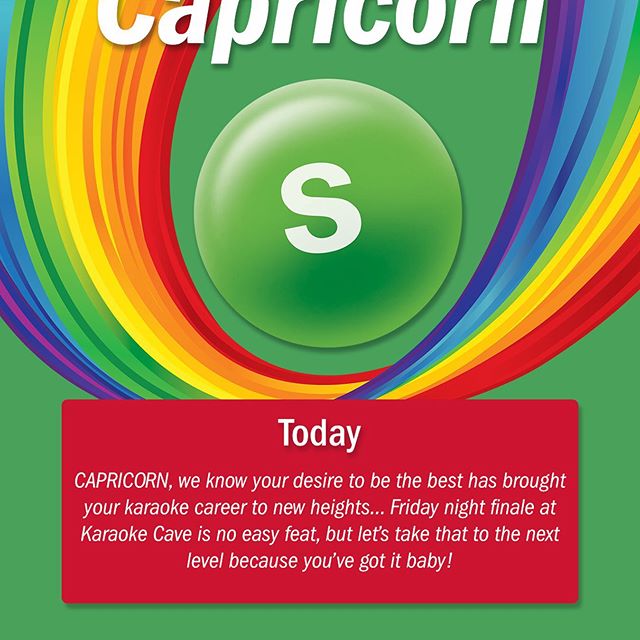 Capricorn
S
Today
CAPRICORN, we know your desire to be the best has brought
your karaoke career to new heights... Friday night finale at
Karaoke Cave is no easy feat, but let's take that to the next
level because you've got it baby!